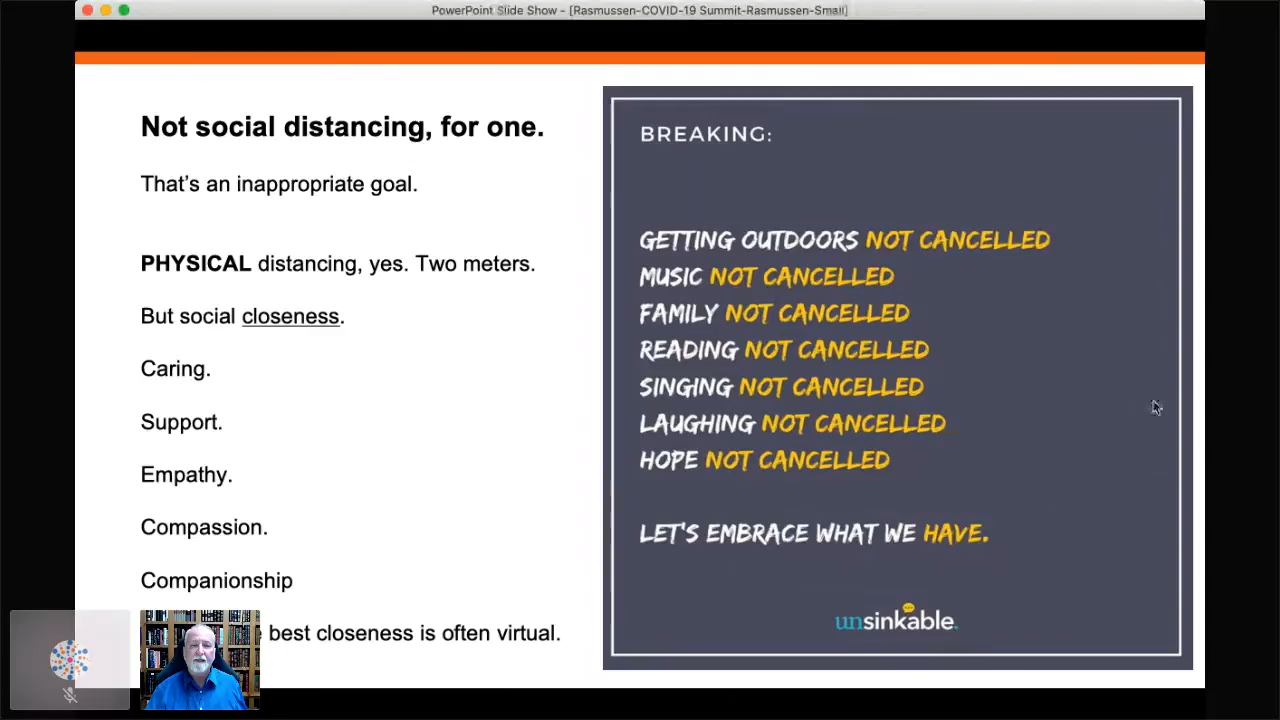 PowerPoint Slide Show - [Rasmussen-COVID-19 Summit-Rasmussen-Small]
Not social distancing, for one.
That's an inappropriate goal.
PHYSICAL distancing, yes. Two meters.
But social closeness.
Caring.
Support.
Empathy.
Compassion.
Companionship
best closeness is often virtual.
BREAKING:
GETTING OUTDOORS NOT CANCELLED
MUSIC NOT CANCELLED
FAMILY NOT CANCELLED
READING NOT CANCELLED
SINGING NOT CANCELLED
LAUGHING NOT CANCELLED
HOPE NOT CANCELLED
LET'S EMBRACE WHAT WE HAVE.
unsinkable.